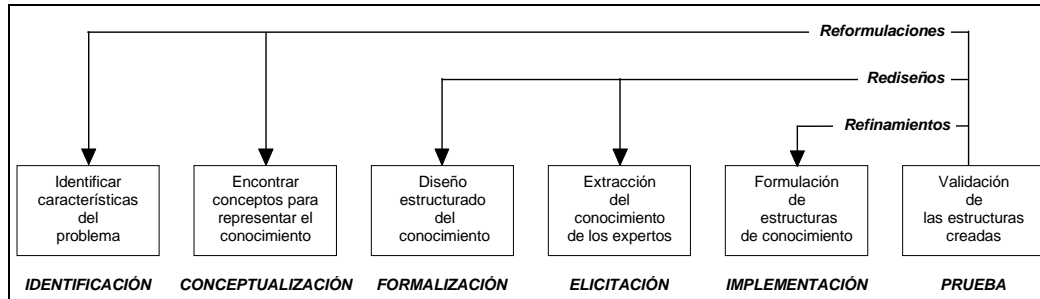 Reformulaciones
Rediseños
Refinamientos
Identificar
características
del
problema
Encontrar
conceptos para
representar el
conocimiento
Diseño
estructurado
del
conocimiento
Extracción
del
conocimiento
de los expertos
Formulación
de
estructuras
de conocimiento
Validación
de
las estructuras
creadas
IDENTIFICACIÓN
CONCEPTUALIZACIÓN
FORMALIZACIÓN
ELICITACIÓN
IMPLEMENTACIÓN
PRUEBA